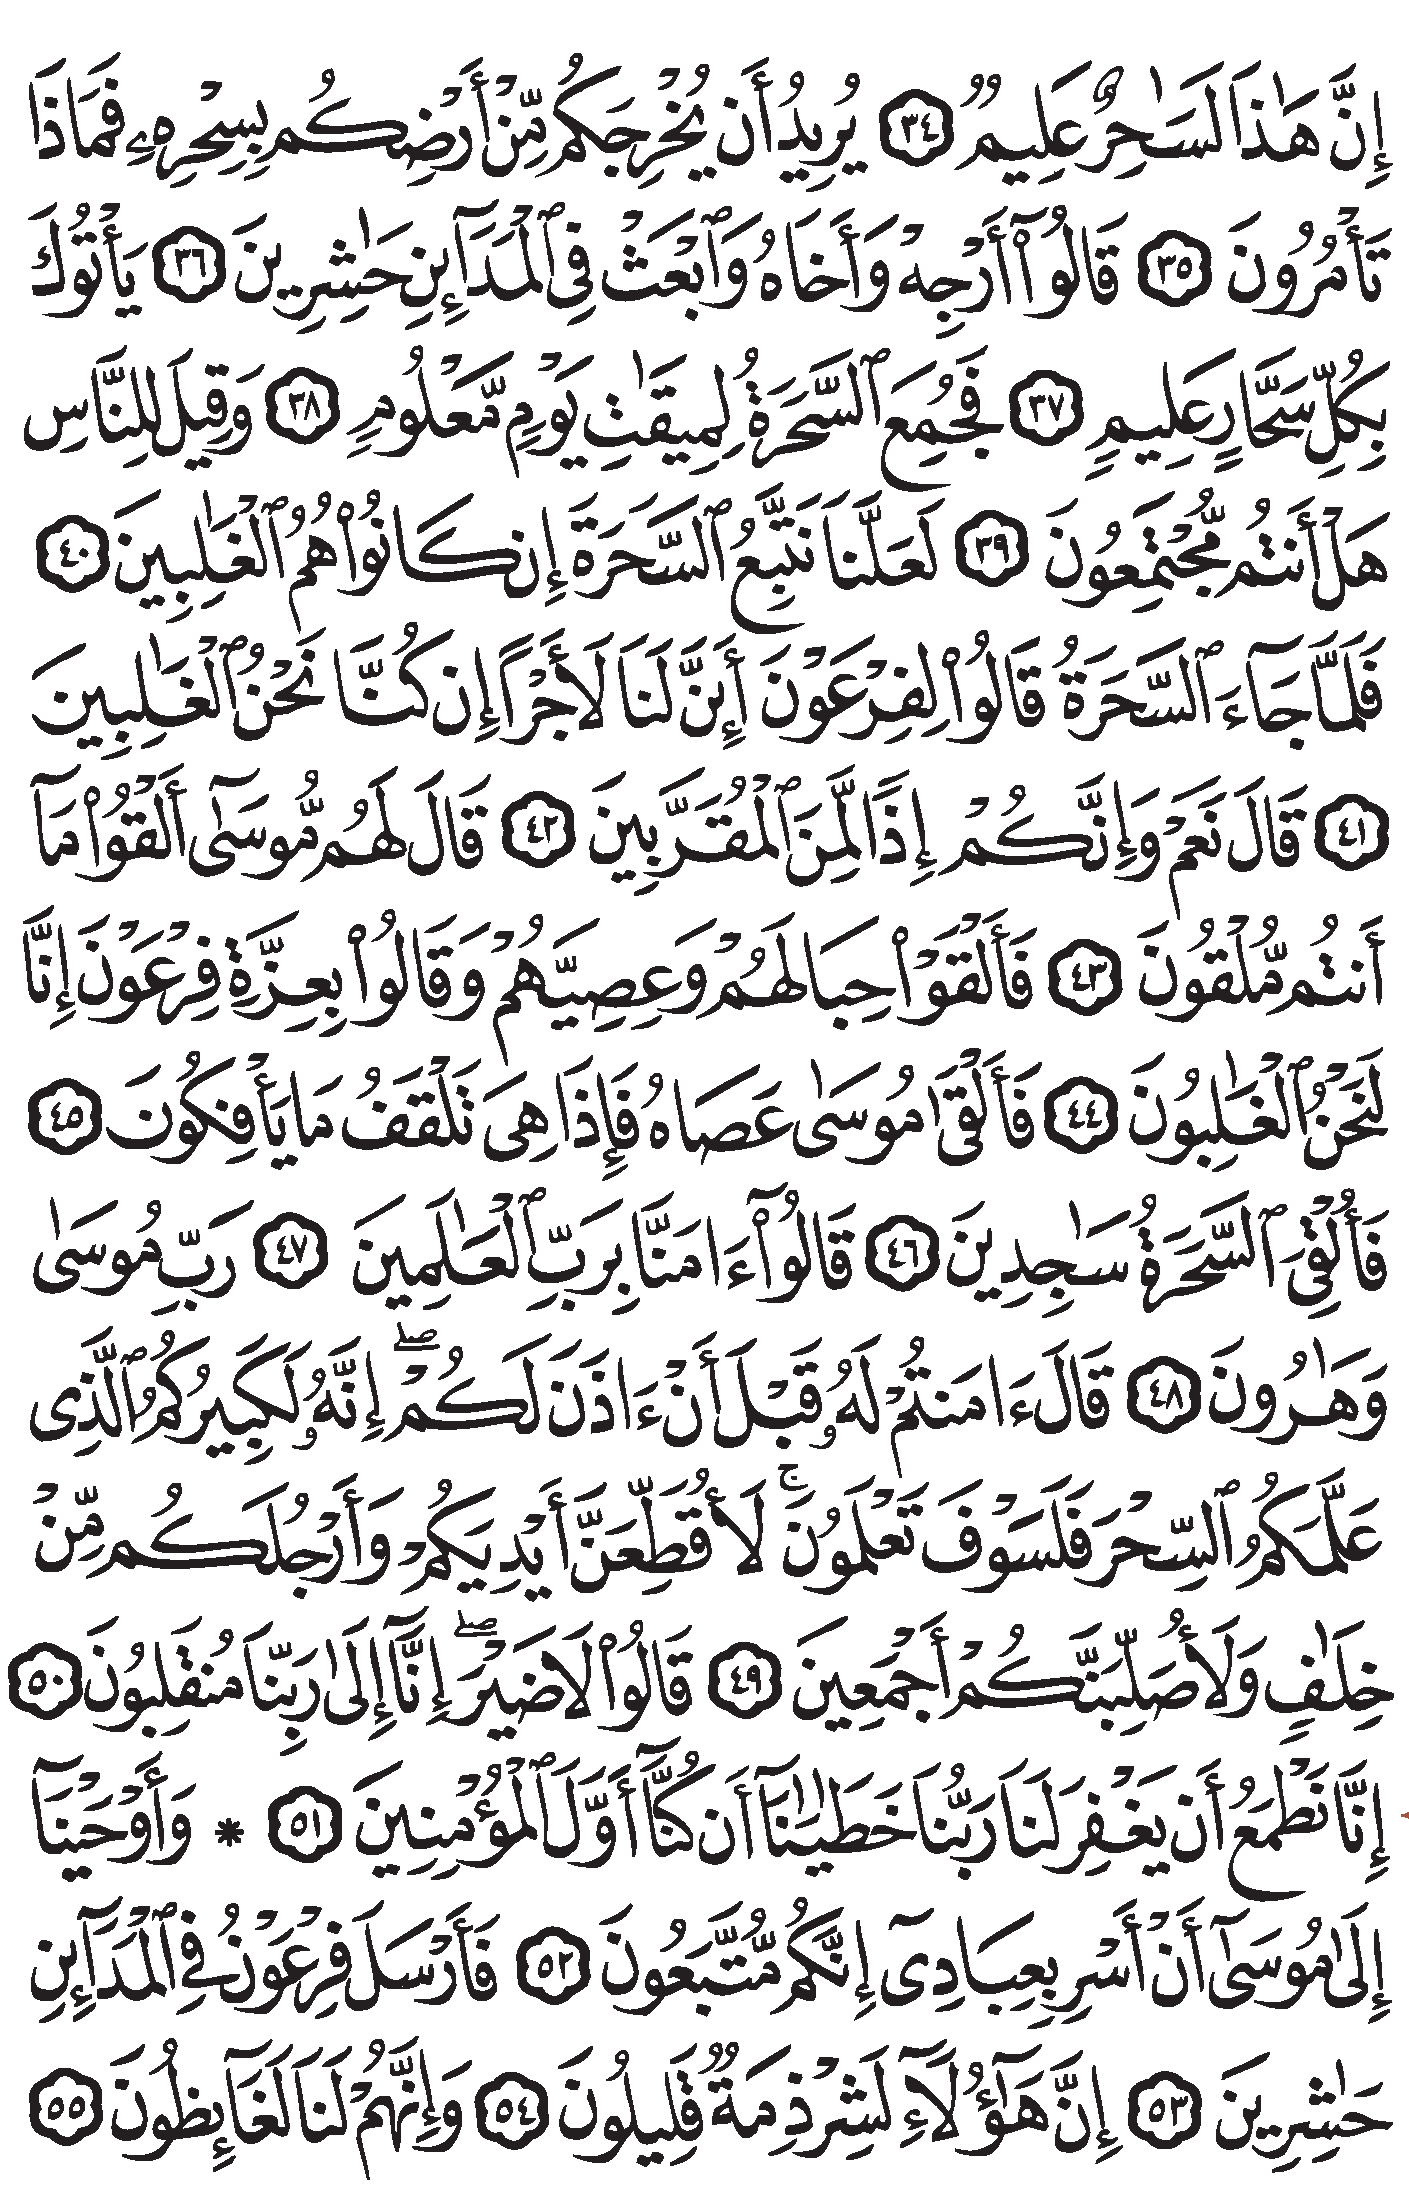 إِنَّ هَٰذَا لَسَٰحِرٌ عَلِيمٌ ٣٤ يُرِيدُ أَن يُخْرِجَكُم مِّنْ أَرْضِكُم بِسِحْرِهِۦ فَمَاذَا
تَأْمُرُونَ ٣٥ قَالُوٓا۟ أَرْجِهْ وَأَخَاهُ وَٱبْعَثْ فِى ٱلْمَدَآئِنِ حَٰشِرِينَ ٣٦ يَأْتُوكَ
بِكُلِّ سَحَّارٍ عَلِيمٍ ٣٧ فَجُمِعَ ٱلسَّحَرَةُ لِمِيقَٰتِ يَوْمٍ مَّعْلُومٍ ٣٨ وَقِيلَ لِلنَّاسِ
هَلْ أَنتُم مُّجْتَمِعُونَ ٣٩ لَعَلَّنَا نَتَّبِعُ ٱلسَّحَرَةَ إِن كَانُوا۟ هُمُ ٱلْغَٰلِبِينَ ٤٠
فَلَمَّا جَآءَ ٱلسَّحَرَةُ قَالُوا۟ لِفِرْعَوْنَ أَئِنَّ لَنَا لَأَجْرًا إِن كُنَّا نَحْنُ ٱلْغَٰلِبِينَ
٤١ قَالَ نَعَمْ وَإِنَّكُمْ إِذًا لَّمِنَ ٱلْمُقَرَّبِينَ ٤٢ قَالَ لَهُم مُّوسَىٰٓ أَلْقُوا۟ مَآ
أَنتُم مُّلْقُونَ ٤٣ فَأَلْقَوْا۟ حِبَالَهُمْ وَعِصِيَّهُمْ وَقَالُوا۟ بِعِزَّةِ فِرْعَوْنَ إِنَّا
لَنَحْنُ ٱلْغَٰلِبُونَ ٤٤ فَأَلْقَىٰ مُوسَىٰ عَصَاهُ فَإِذَا هِىَ تَلْقَفُ مَا يَأْفِكُونَ ٤٥
فَأُلْقِىَ ٱلسَّحَرَةُ سَٰجِدِينَ ٤٦ قَالُوٓا۟ ءَامَنَّا بِرَبِّ ٱلْعَٰلَمِينَ ٤٧ رَبِّ مُوسَىٰ
وَهَٰرُونَ ٤٨ قَالَ ءَامَنتُمْ لَهُۥ قَبْلَ أَنْ ءَاذَنَ لَكُمْ ۖ إِنَّهُۥ لَكَبِيرُكُمُ ٱلَّذِى
عَلَّمَكُمُ ٱلسِّحْرَ فَلَسَوْفَ تَعْلَمُونَ ۚ لَأُقَطِّعَنَّ أَيْدِيَكُمْ وَأَرْجُلَكُم مِّنْ
خِلَٰفٍ وَلَأُصَلِّبَنَّكُمْ أَجْمَعِينَ ٤٩ قَالُوا۟ لَا ضَيْرَ ۖ إِنَّآ إِلَىٰ رَبِّنَا مُنقَلِبُونَ ٥٠
إِنَّا نَطْمَعُ أَن يَغْفِرَ لَنَا رَبُّنَا خَطَٰيَٰنَآ أَن كُنَّآ أَوَّلَ ٱلْمُؤْمِنِينَ ٥١ * وَأَوْحَيْنَآ
إِلَىٰ مُوسَىٰٓ أَنْ أَسْرِ بِعِبَادِىٓ إِنَّكُم مُّتَّبَعُونَ ٥٢ فَأَرْسَلَ فِرْعَوْنُ فِى ٱلْمَدَآئِنِ
حَٰشِرِينَ ٥٣ إِنَّ هَٰٓؤُلَآءِ لَشِرْذِمَةٌ قَلِيلُونَ ٥٤ وَإِنَّهُمْ لَنَا لَغَآئِظُونَ ٥٥